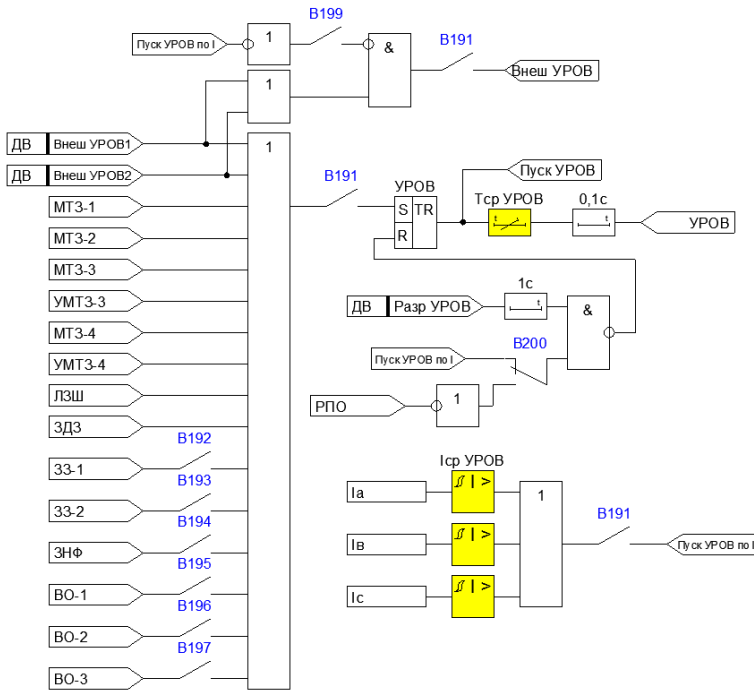 B199
Пуск УРОВ по I
1
&
B191
Внеш УРОВ
1
ДВ Внеш УРОВ1
ДВ Внеш УРОВ2
1
МТЗ-1
МТЗ-2
МТЗ-3
УМТЗ-3
МТЗ-4
УМТЗ-4
ЛЗШ
ЗДЗ
B192
ЗЗ-1
B193
ЗЗ-2
B194
ЗНФ
B195
ВО-1
B196
ВО-2
B197
ВО-3
B191
УРОВ
S TR
R
Пуск УРОВ
Тср УРОВ
t
0,1с
t
УРОВ
1с
ДВ Разр УРОВ
t
&
B200
Пуск УРОВ по I
РПО
1
Iср УРОВ
Iа
I >
1
Iв
I >
Iс
I >
B191
Пуск УРОВ по I